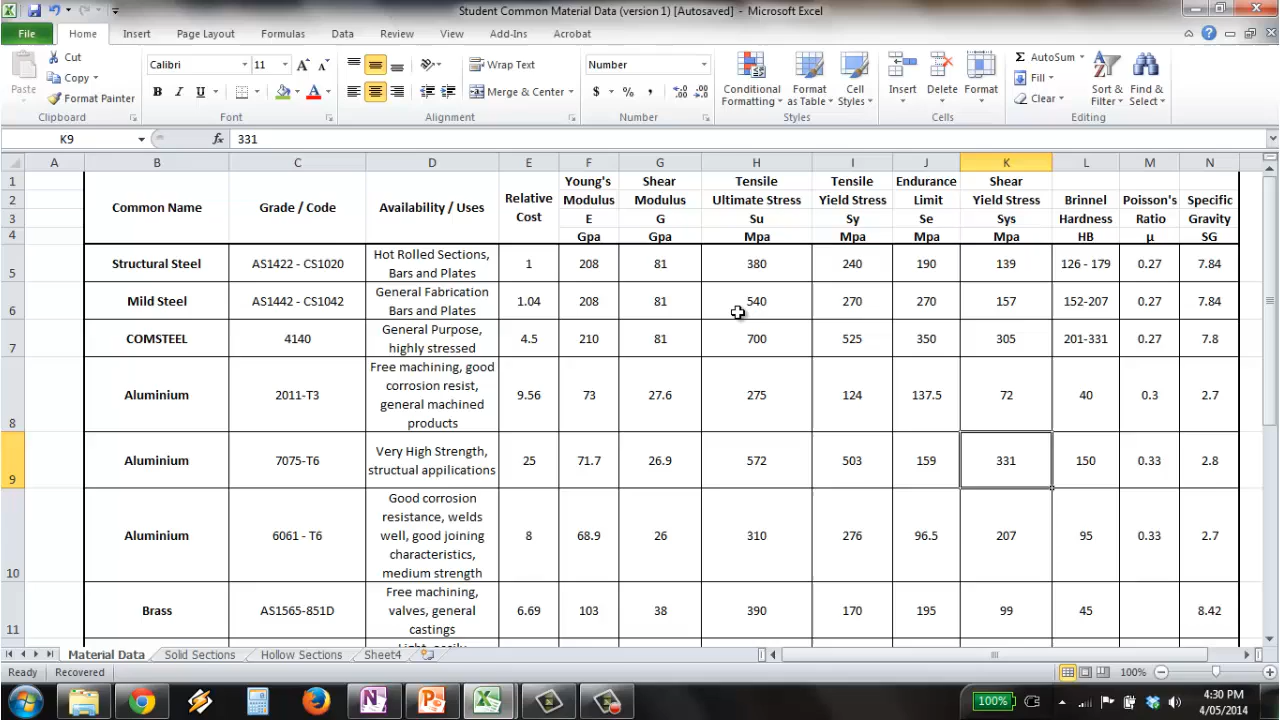 Student Common Material Data (version 1) [Autosaved] - Microsoft Excel
File Home Insert Page Layout Formulas Data Review View Add-Ins Acrobat
Paste Cut Copy Format Painter Clipboard
Calibri 11 A A B I U A Font
Wrap Text Merge & Center Alignment
Number $ % , Number
Conditional Formatting Format as Table Cell Styles Styles
Insert Delete Format Cells
Σ AutoSum Fill Clear Sort & Filter Find & Select Editing
K9 fx 331
A B C D E F G H I J K L M N
1 Young's Shear Tensile Tensile Endurance Shear
2 Common Name Grade / Code Availability / Uses Relative Cost Modulus Modulus Ultimate Stress Yield Stress Limit Yield Stress Brinnel Poisson's Specific
3 E G Su Sy Se Sys Hardness Ratio Gravity
4 Gpa Gpa Mpa Mpa Mpa Mpa HB μ SG
5 Structural Steel AS1422 - CS1020 Hot Rolled Sections, Bars and Plates 1 208 81 380 240 190 139 126 - 179 0.27 7.84
6 Mild Steel AS1442 - CS1042 General Fabrication Bars and Plates 1.04 208 81 540 270 270 157 152-207 0.27 7.84
7 COMSTEEL 4140 General Purpose, highly stressed 4.5 210 81 700 525 350 305 201-331 0.27 7.8
8 Aluminium 2011-T3 Free machining, good corrosion resist, general machined products 9.56 73 27.6 275 124 137.5 72 40 0.3 2.7
9 Aluminium 7075-T6 Very High Strength, structual appilications 25 71.7 26.9 572 503 159 331 150 0.33 2.8
10 Aluminium 6061 - T6 Good corrosion resistance, welds well, good joining characteristics, medium strength 8 68.9 26 310 276 96.5 207 95 0.33 2.7
11 Brass AS1565-851D Free machining, valves, general castings 6.69 103 38 390 170 195 99 45 8.42
Material Data Solid Sections Hollow Sections Sheet4
Ready Recovered 100%
100% 4:30 PM
4/05/2014